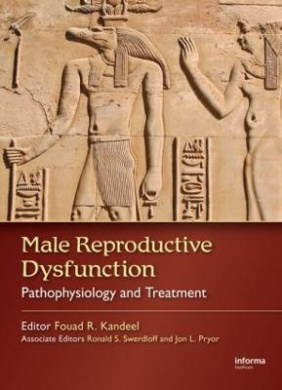 Male Reproductive
Dysfunction
Pathophysiology and Treatment
Editor Fouad R. Kandeel
Associate Editors Ronald S. Swerdloff and Jon L. Pryor
informa
healthcare